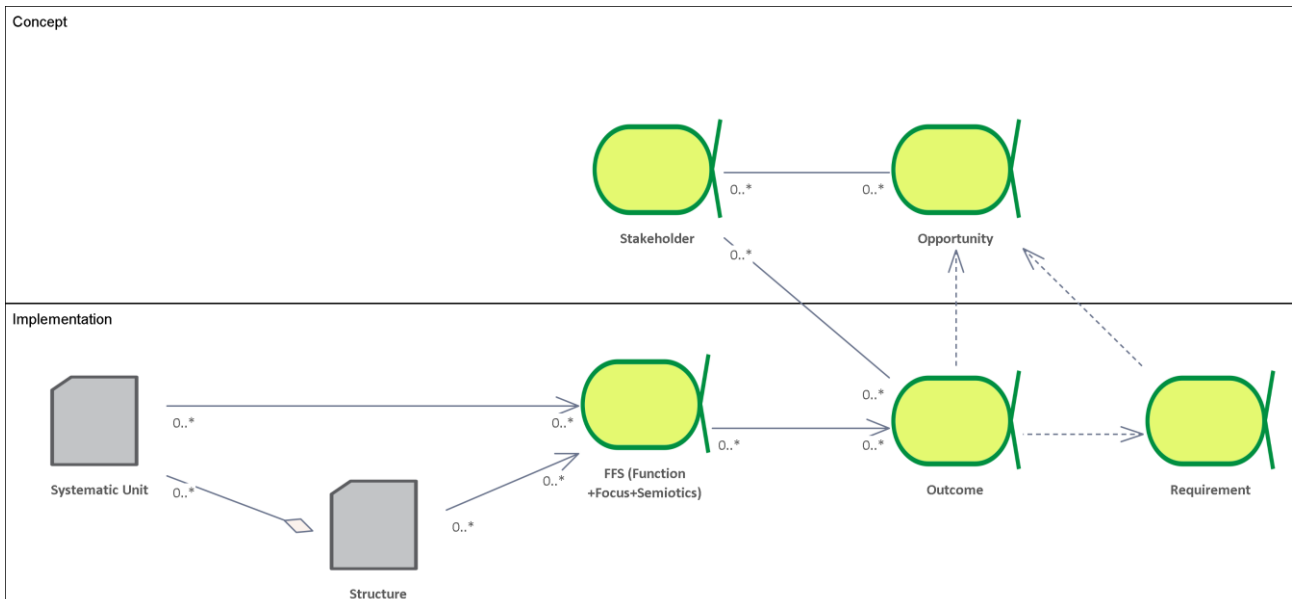 Concept
0..*
0..*
Stakeholder
Opportunity
0..*
Implementation
0..*
0..*
0..*
0..*
0..*
Systematic Unit
0..*
0..*
FFS (Function
+Focus+Semiotics)
Outcome
Requirement
0..*
Structure